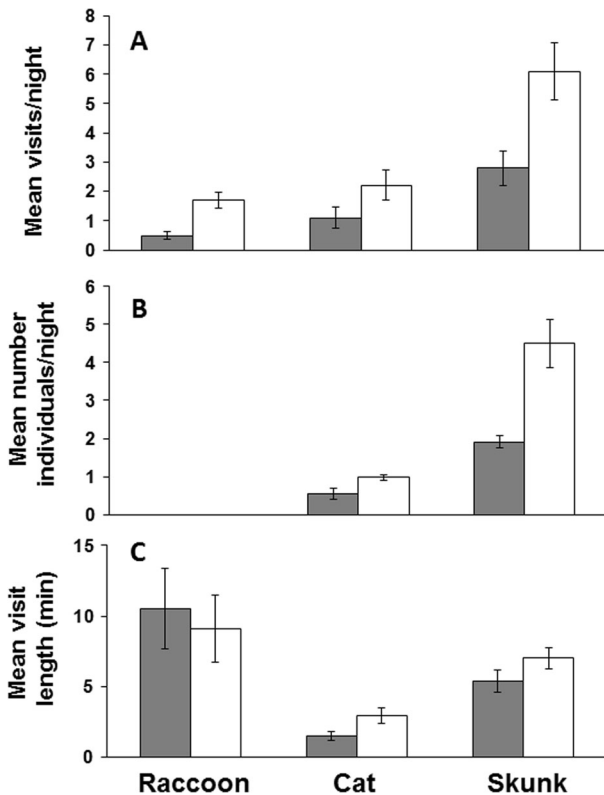 A
Mean visits/night
8
7
6
5
4
3
2
1
0
B
Mean number
individuals/night
6
5
4
3
2
1
0
C
Mean visit
length (min)
15
10
5
0
Raccoon Cat Skunk